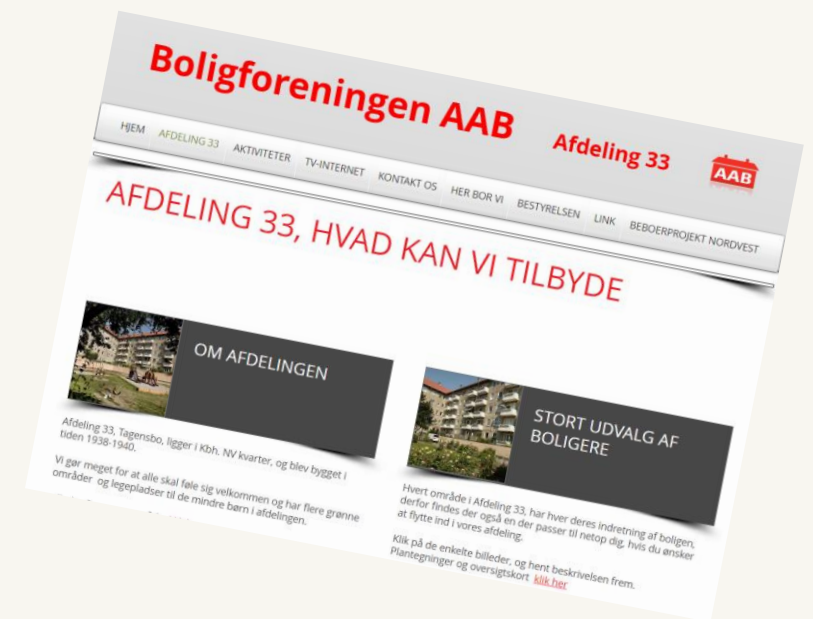 Boligforeningen AAB
Afdeling 33
AAB
HJEM AFDELING 33 AKTIVITETER TV-INTERNET KONTAKT OS HER BOR VI BESTYRELSEN LINK BEBOERPROJEKT NORDVEST
AFDELING 33, HVAD KAN VI TILBYDE
OM AFDELINGEN
Afdeling 33, Tagensbo, ligger i Kbh. NV kvarter, og blev bygget i
tiden 1938-1940.
Vi gør meget for at alle skal føle sig velkommen og har flere grønne
områder og legepladser til de mindre børn i afdelingen.
STORT UDVALG AF
BOLIGERE
Hvert område i Afdeling 33, har hver deres indretning af boligen,
derfor findes der også en der passer til netop dig, hvis du ønsker
at flytte ind i vores afdeling.
Klik på de enkelte billeder, og hent beskrivelsen frem.
Plantegninger og oversigtskort klik her